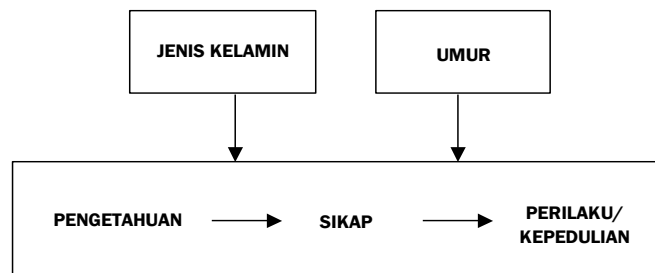 JENIS KELAMIN
UMUR
PENGETAHUAN
SIKAP
PERILAKU/
KEPEDULIAN